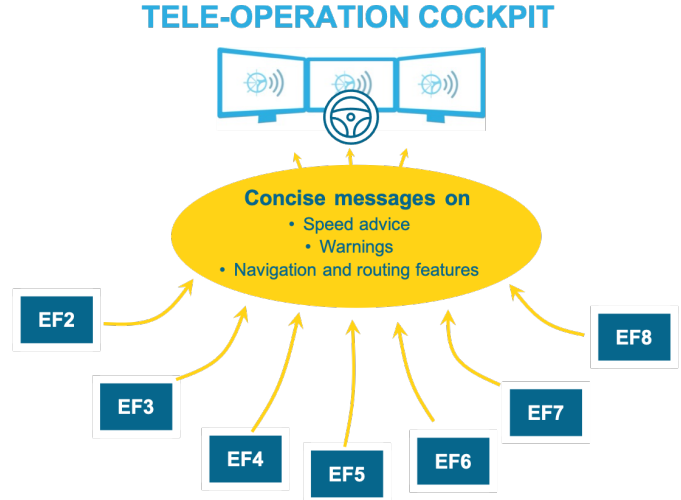 TELE-OPERATION COCKPIT
Concise messages on
• Speed advice
• Warnings
• Navigation and routing features
EF2
EF3
EF4
EF5
EF6
EF7
EF8